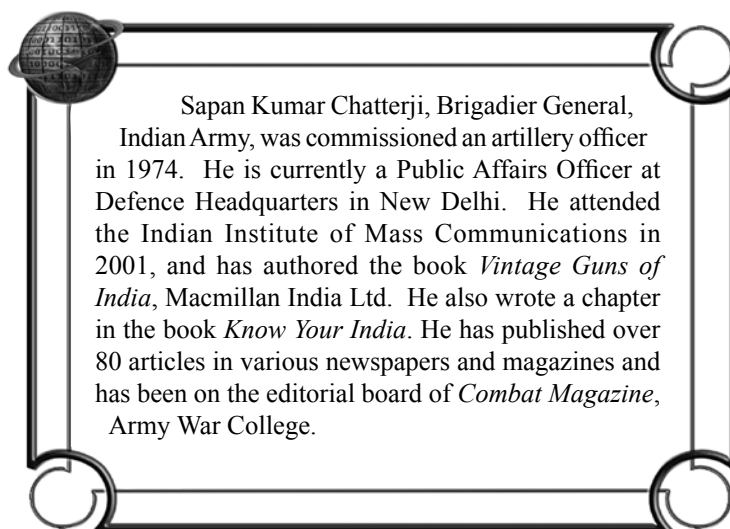 Sapan Kumar Chatterji, Brigadier General,
Indian Army, was commissioned an artillery officer
in 1974. He is currently a Public Affairs Officer at
Defence Headquarters in New Delhi. He attended
the Indian Institute of Mass Communications in
2001, and has authored the book Vintage Guns of
India, Macmillan India Ltd. He also wrote a chapter
in the book Know Your India. He has published over
80 articles in various newspapers and magazines and
has been on the editorial board of Combat Magazine,
Army War College.